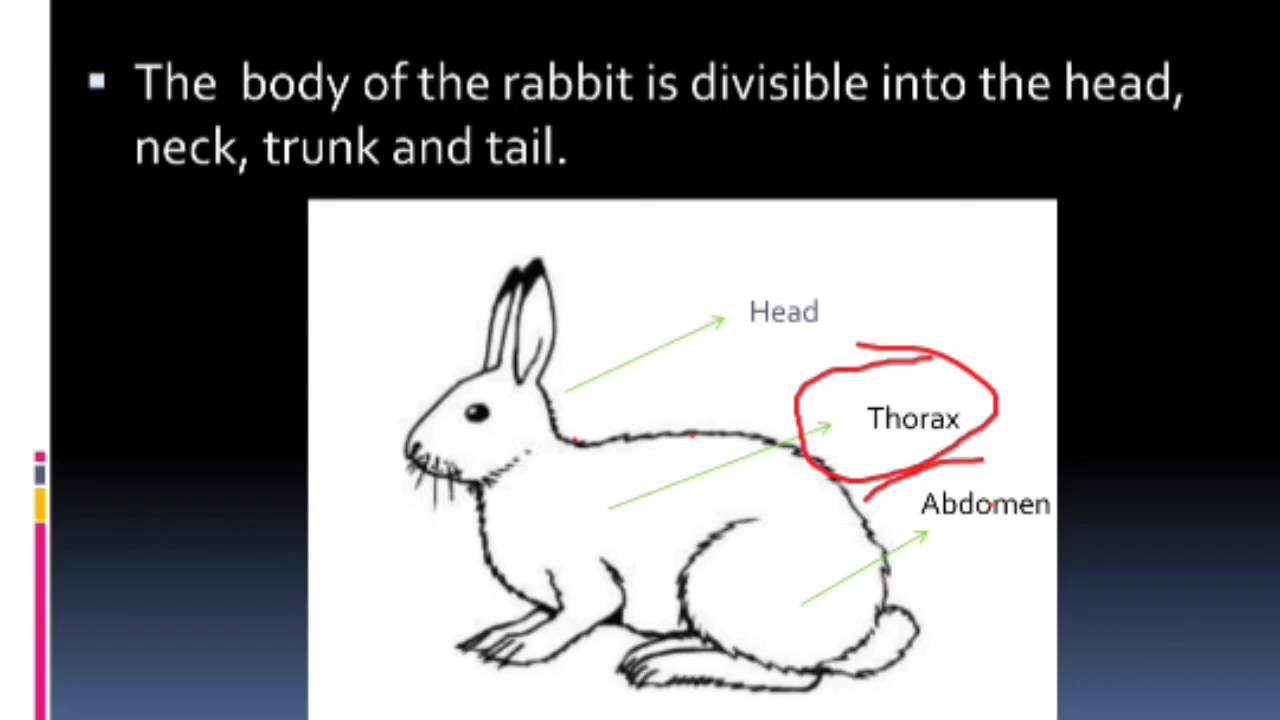 The body of the rabbit is divisible into the head,
neck, trunk and tail.
Head
Thorax
Abdomen